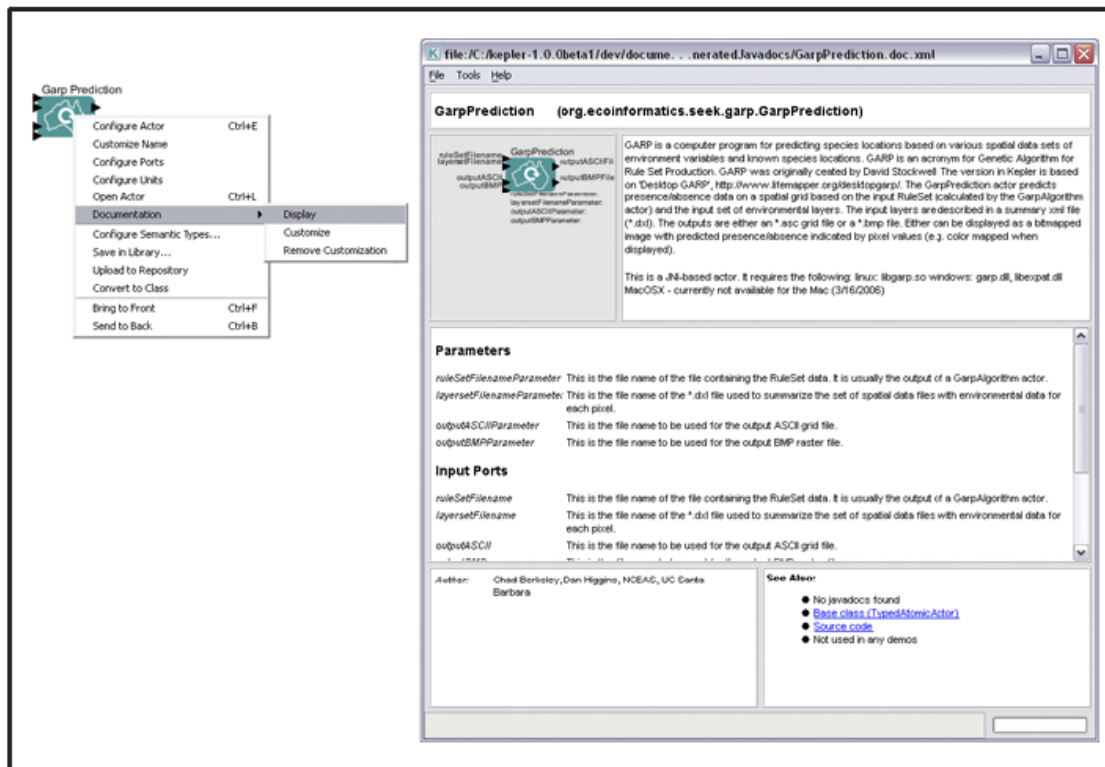 Garp Prediction
Configure Actor Ctrl+E
Customize Name
Configure Ports
Configure Units
Open Actor Ctrl+L
Documentation
Configure Semantic Types...
Save in Library...
Upload to Repository
Convert to Class
Bring to Front Ctrl+F
Send to Back Ctrl+B
Display
Customize
Remove Customization
file:/C:/kepler-1.0.0beta1/dev/docume. . .neratedJavadocs/GarpPrediction.doc.xml
File Tools Help
GarpPrediction (org.ecoinformatics.seek.garp.GarpPrediction)
GarpPrediction
ruleSetFilename
layersetFilename
outputASCII
outputBMP
outputASCIIFil
outputBMPFile
layersetFilenameParameter:
outputASCIIParameter:
outputBMPParameter:
GARP is a computer program for predicting species locations based on various spatial data sets of
environment variables and known species locations. GARP is an acronym for Genetic Algorithm for
Rule Set Production. GARP was originally ceated by David Stockwell The version in Kepler is based
on 'Desktop GARP', http://www.lifemapper.org/desktopgarp/. The GarpPrediction actor predicts
presence/absence data on a spatial grid based on the input RuleSet (calculated by the GarpAlgorithm
actor) and the input set of environmental layers. The input layers are described in a summary xml file
(*.dxl). The outputs are either an *.asc grid file or a *.bmp file. Either can be displayed as a bitmapped
image with predicted presence/absence indicated by pixel values (e.g. color mapped when
displayed).
This is a JNI-based actor. It requires the following: linux: libgarp.so windows: garp.dll, libexpat.dll
MacOSX - currently not available for the Mac (3/16/2006)
Parameters
ruleSetFilenameParameter This is the file name of the file containing the RuleSet data. It is usually the output of a GarpAlgorithm actor.
layersetFilenameParameter This is the file name of the *.dxl file used to summarize the set of spatial data files with environmental data for
each pixel.
outputASCIIParameter This is the file name to be used for the output ASCII grid file.
outputBMPParameter This is the file name to be used for the output BMP raster file.
Input Ports
ruleSetFilename This is the file name of the file containing the RuleSet data. It is usually the output of a GarpAlgorithm actor.
layersetFilename This is the file name of the *.dxl file used to summarize the set of spatial data files with environmental data for
each pixel.
outputASCII This is the file name to be used for the output ASCII grid file.
Author: Chad Berkeley, Dan Higgins, NCEAS, UC Santa
Barbara
See Also:
No javadocs found
Base class (TypedAtomicActor)
Source code
Not used in any demos